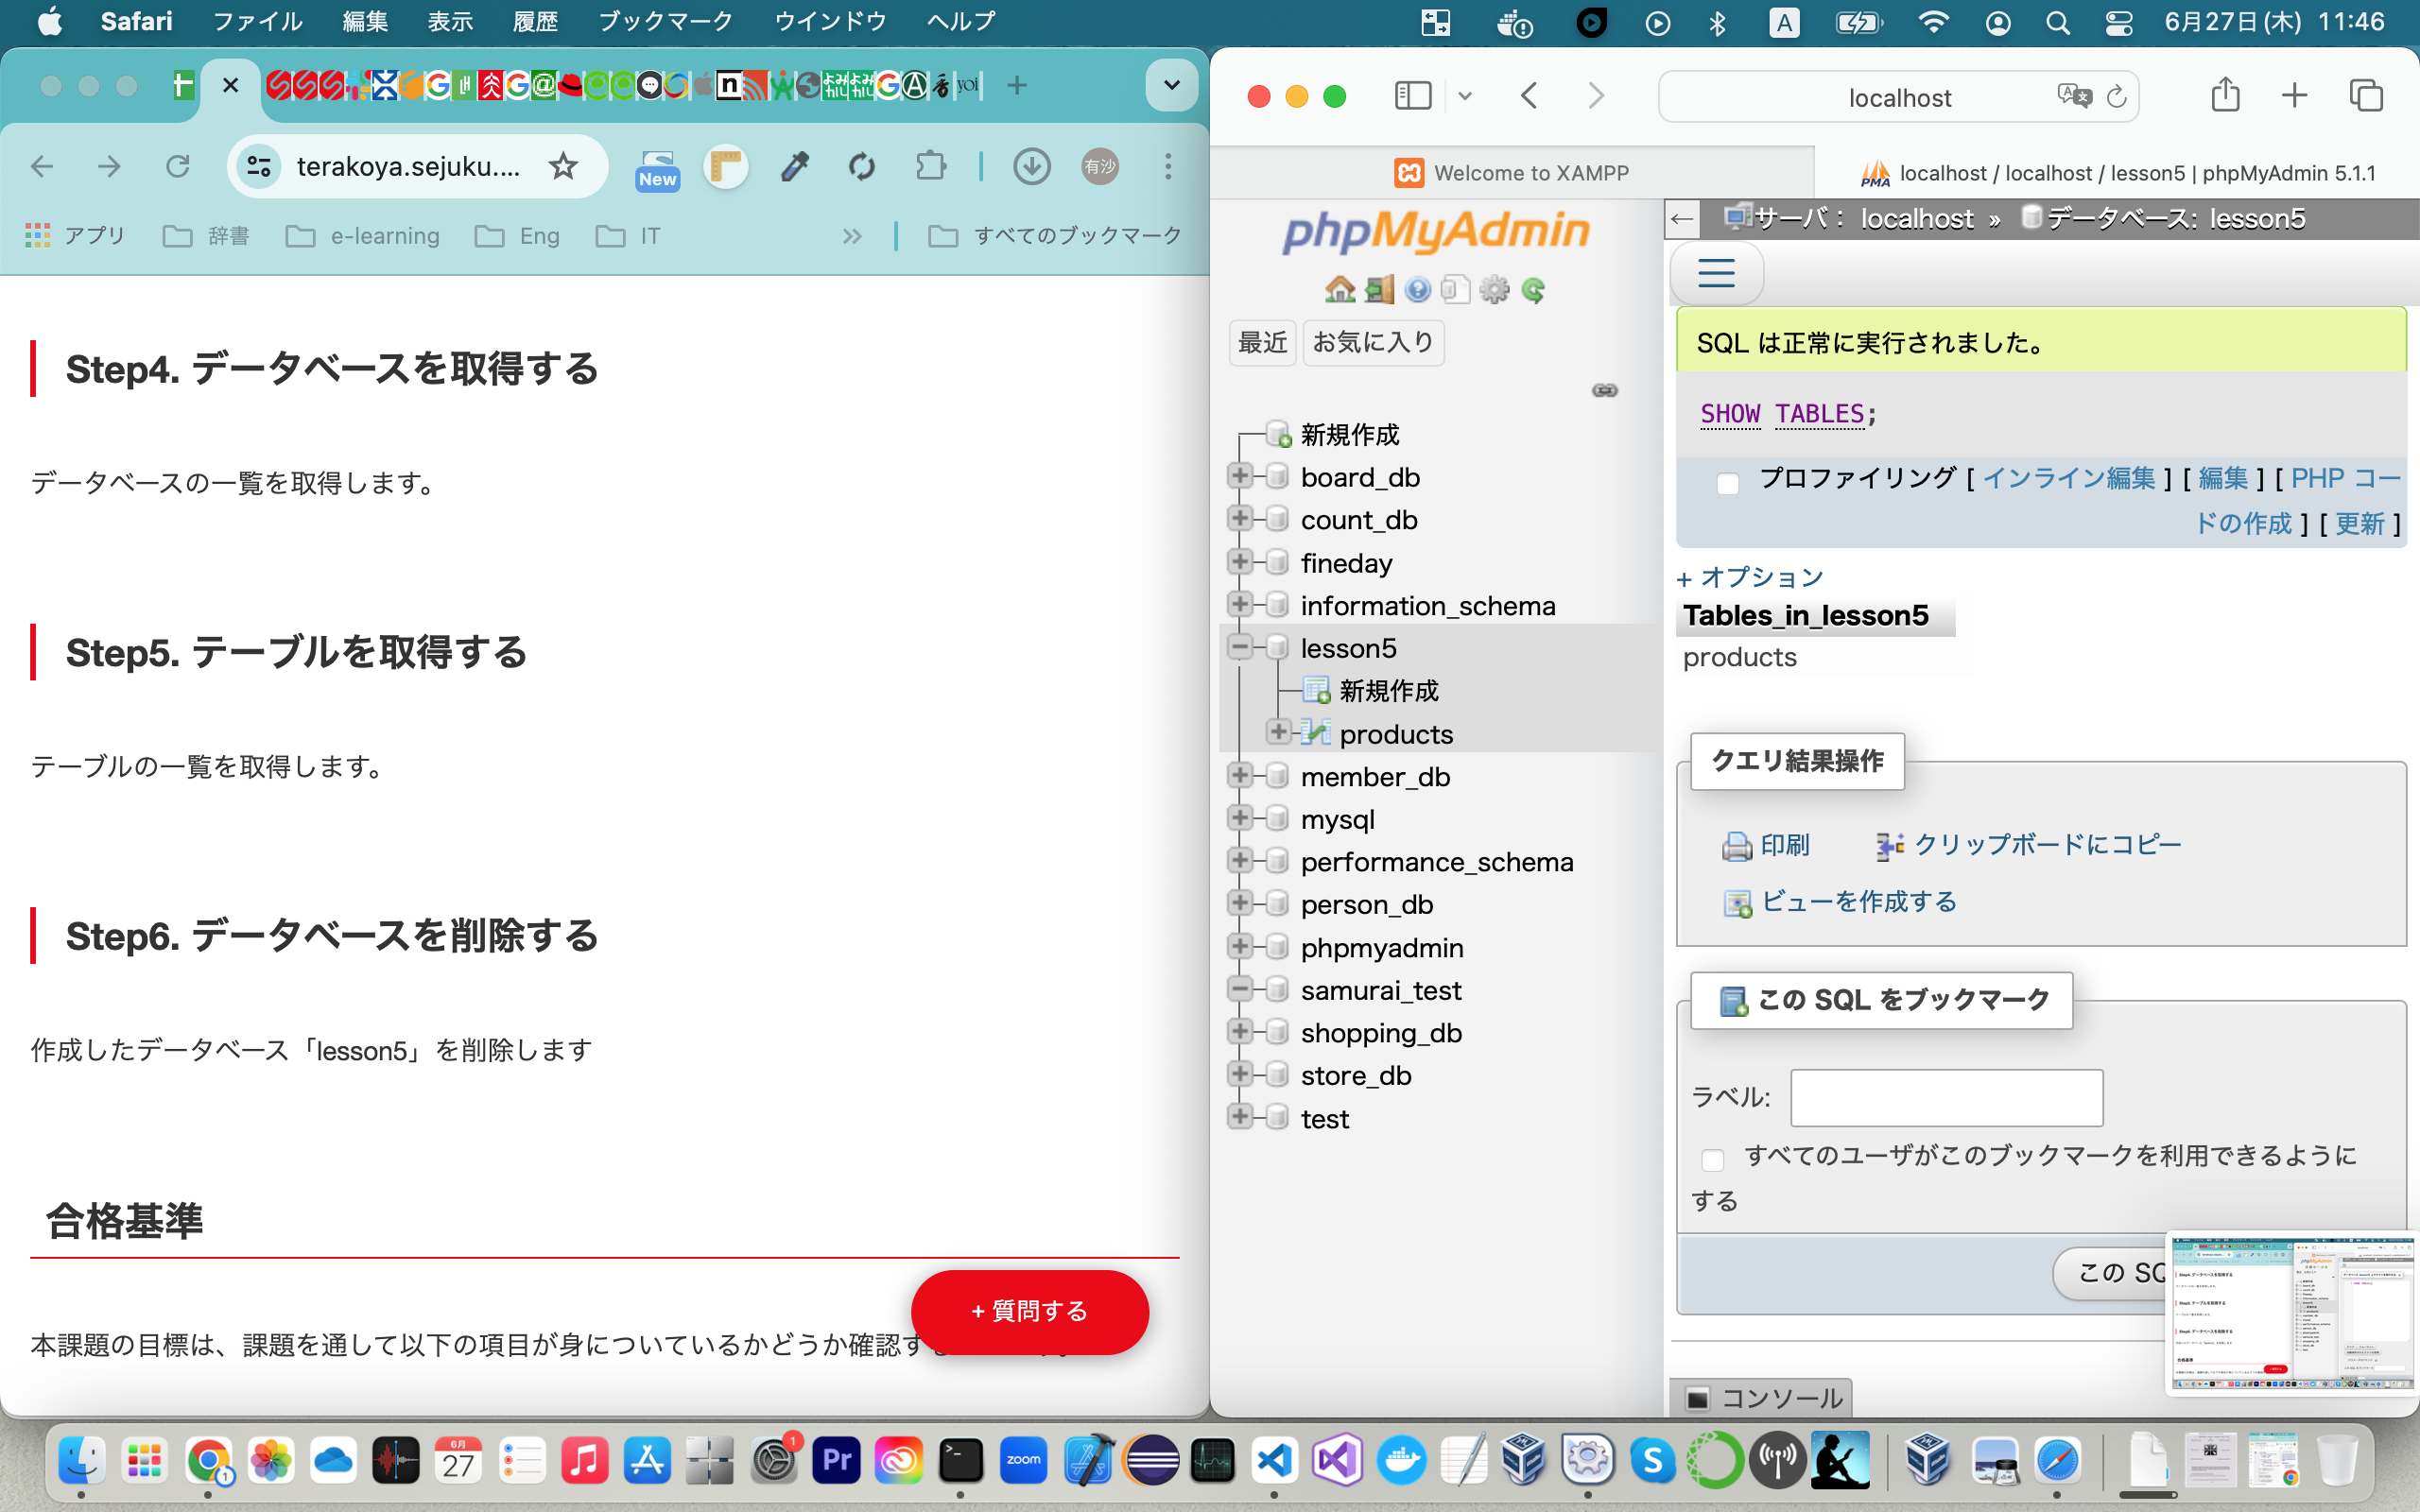 Safari ファイル 編集 表示 履歴 ブックマーク ウインドウ ヘルプ
A
6月27日(木) 11:46
terakoya.sejuku....
New
有沙
アプリ 辞書 e-learning Eng IT » すべてのブックマーク
Step4. データベースを取得する
データベースの一覧を取得します。
Step5. テーブルを取得する
テーブルの一覧を取得します。
Step6. データベースを削除する
作成したデータベース「lesson5」を削除します
合格基準
+ 質問する
本課題の目標は、課題を通して以下の項目が身についているかどうか確認す
localhost
Welcome to XAMPP
localhost / localhost / lesson5 | phpMyAdmin 5.1.1
phpMyAdmin
最近 お気に入り
新規作成
board_db
count_db
fineday
information_schema
lesson5
新規作成
products
member_db
mysql
performance_schema
person_db
phpmyadmin
samurai_test
shopping_db
store_db
test
サーバ: localhost » データベース: lesson5
SQL は正常に実行されました。
SHOW TABLES;
プロファイリング [ インライン編集 ] [ 編集 ] [ PHP コー
ドの作成 ] [ 更新 ]
+ オプション
Tables_in_lesson5
products
クエリ結果操作
印刷 クリップボードにコピー
ビューを作成する
この SQL をブックマーク
ラベル:
すべてのユーザがこのブックマークを利用できるように
する
この SQ
コンソール
6月
27
1
1
Pr
zoom